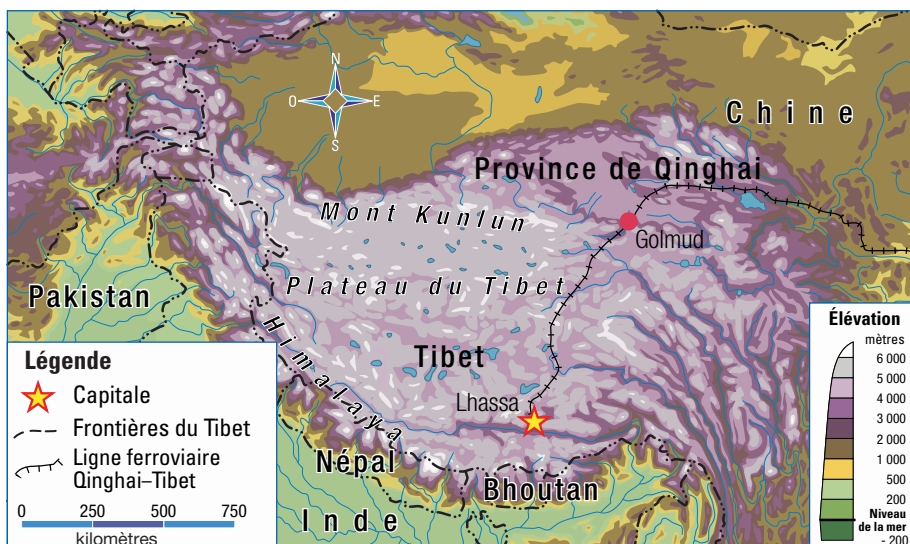 N
O E
S
Chine
Province de Qinghai
Mont Kunlun
Golmud
Plateau du Tibet
Pakistan
Himalaya
Tibet
Lhassa
Népal
Bhoutan
Inde
Légende
Capitale
Frontières du Tibet
Ligne ferroviaire
Qinghai–Tibet
0 250 500 750
kilomètres
Élévation
mètres
6 000
5 000
4 000
3 000
2 000
1 000
500
200
Niveau
de la mer
- 200